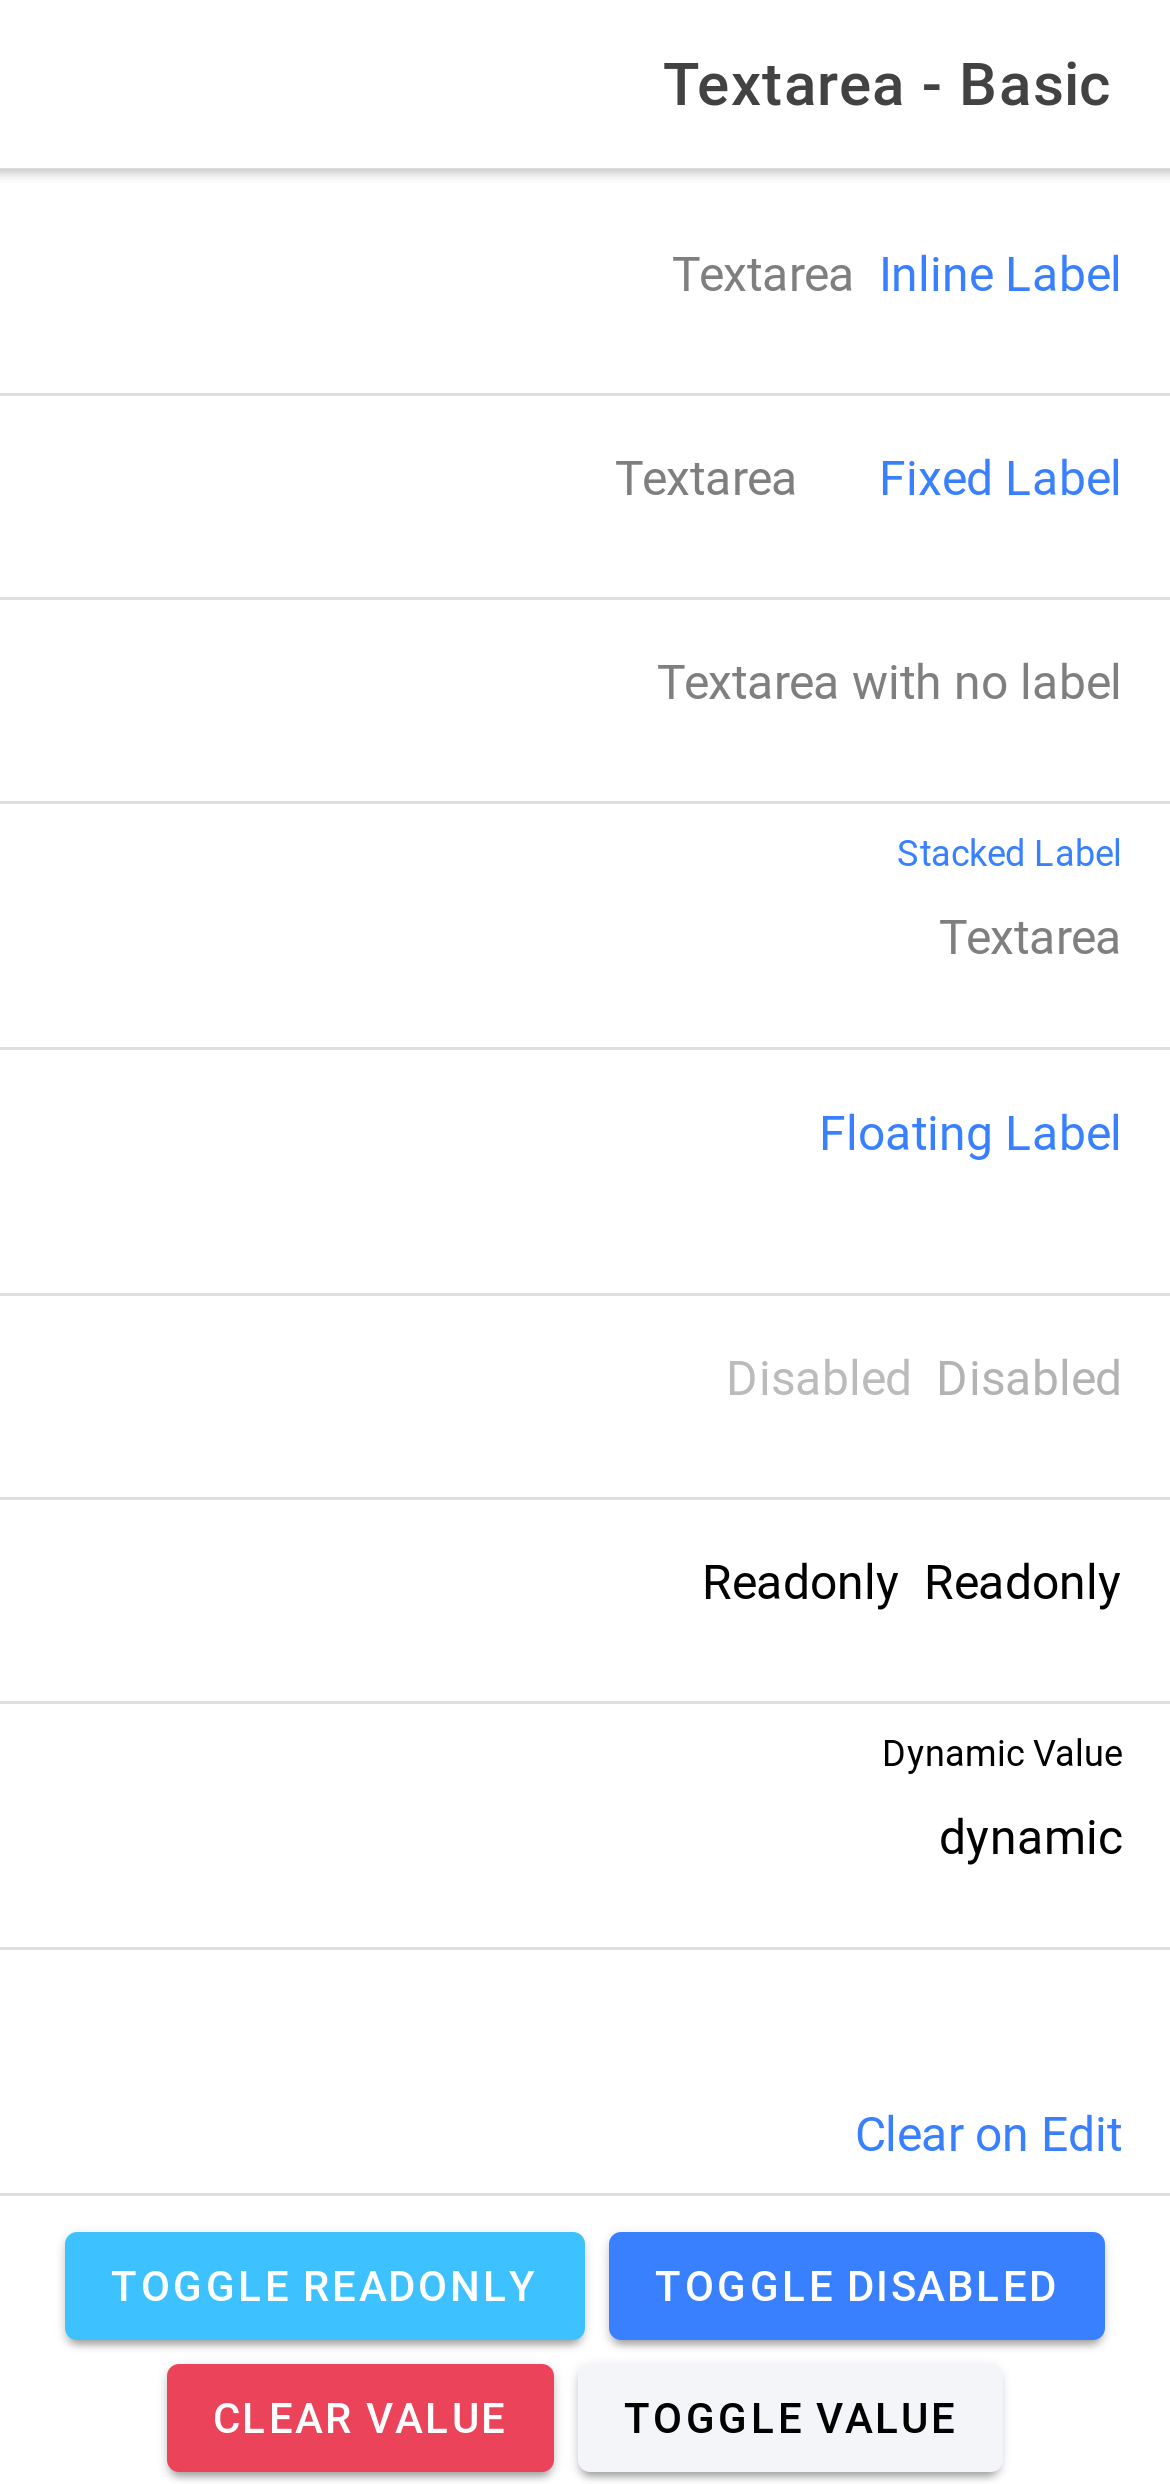 Textarea - Basic
Textarea Inline Label
Textarea Fixed Label
Textarea with no label
Stacked Label
Textarea
Floating Label
Disabled Disabled
Readonly Readonly
Dynamic Value
dynamic
Clear on Edit
TOGGLE READONLY TOGGLE DISABLED
CLEAR VALUE TOGGLE VALUE